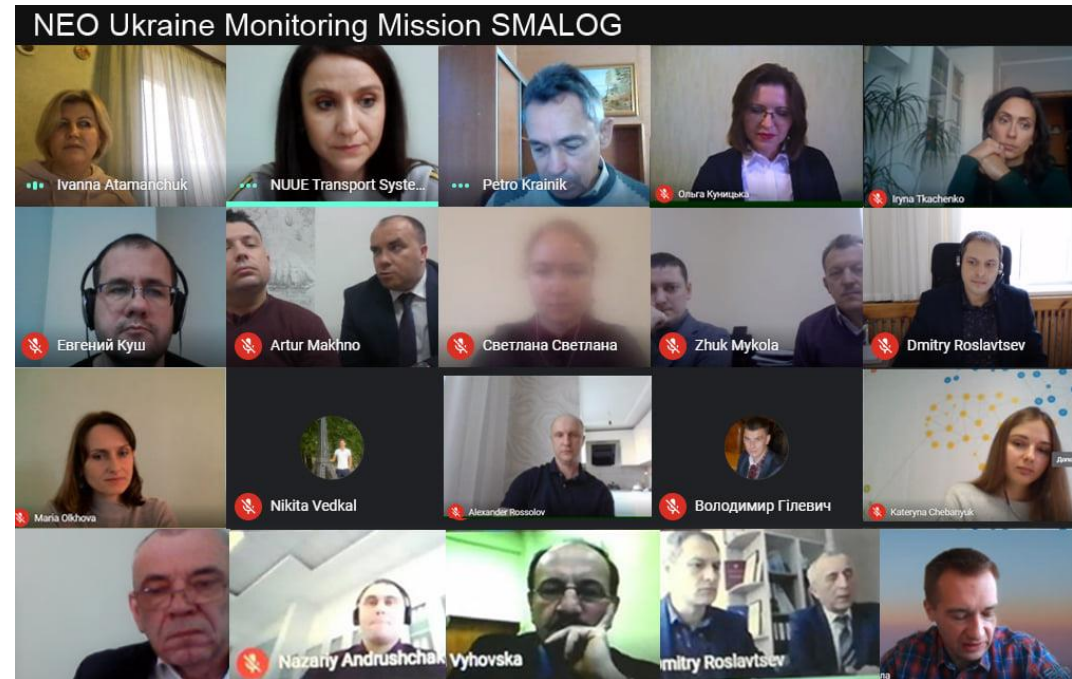 NEO Ukraine Monitoring Mission SMALOG
Ivanna Atamanchuk
NUUE Transport Syste...
Petro Krainik
Ольга Куницька
Iryna Tkachenko
Евгений Куш
Artur Makhno
Светлана Светлана
Zhuk Mykola
Dmitry Roslavtsev
Maria Olkhova
Nikita Vedkal
Alexander Rossolov
Володимир Гілевич
Kateryna Chebanyuk
Nazariy Andrushchak
Vyhovska
mitry Roslavtsev
na